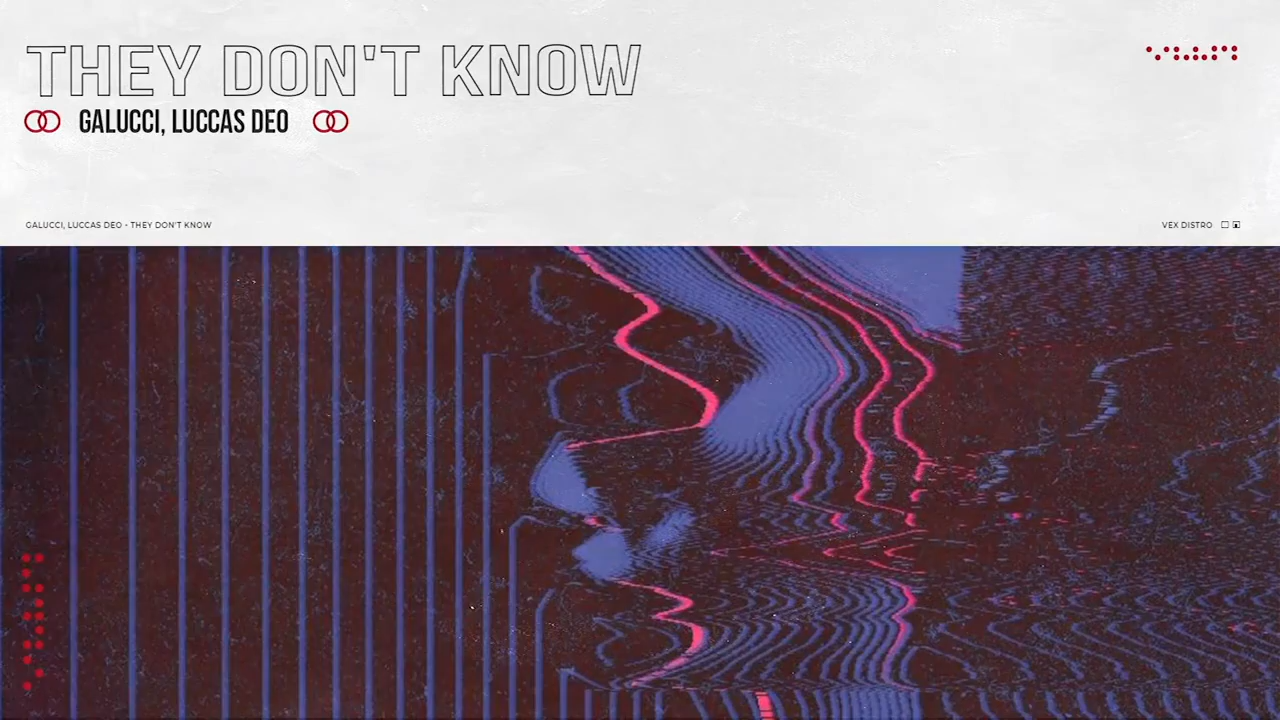 THEY DON'T KNOW
GALUCCI, LUCCAS DEO
GALUCCI, LUCCAS DEO - THEY DON'T KNOW
VEX DISTRO